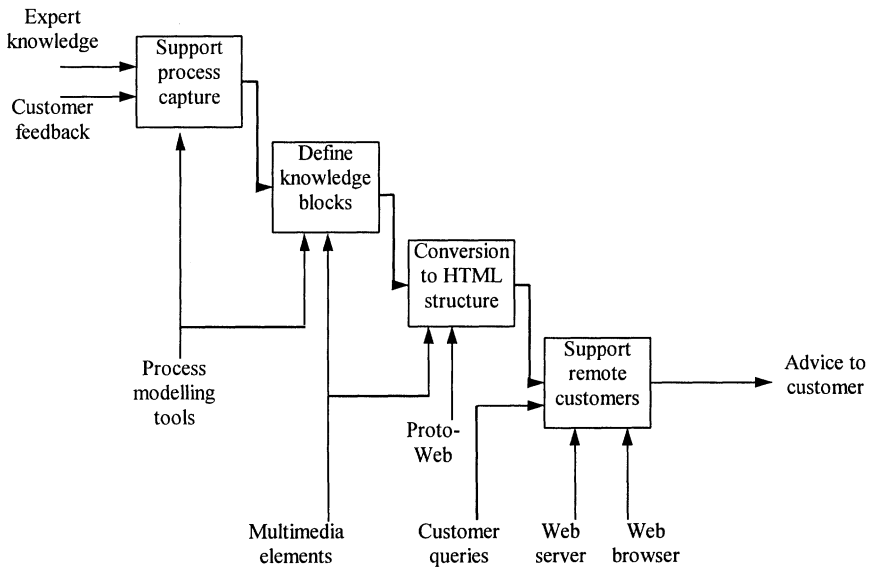 Expert
knowledge
Customer
feedback
Support
process
capture
Define
knowledge
blocks
Conversion
to HTML
structure
Support
remote
customers
Advice to
customer
Process
modelling
tools
Proto-
Web
Multimedia
elements
Customer
queries
Web
server
Web
browser